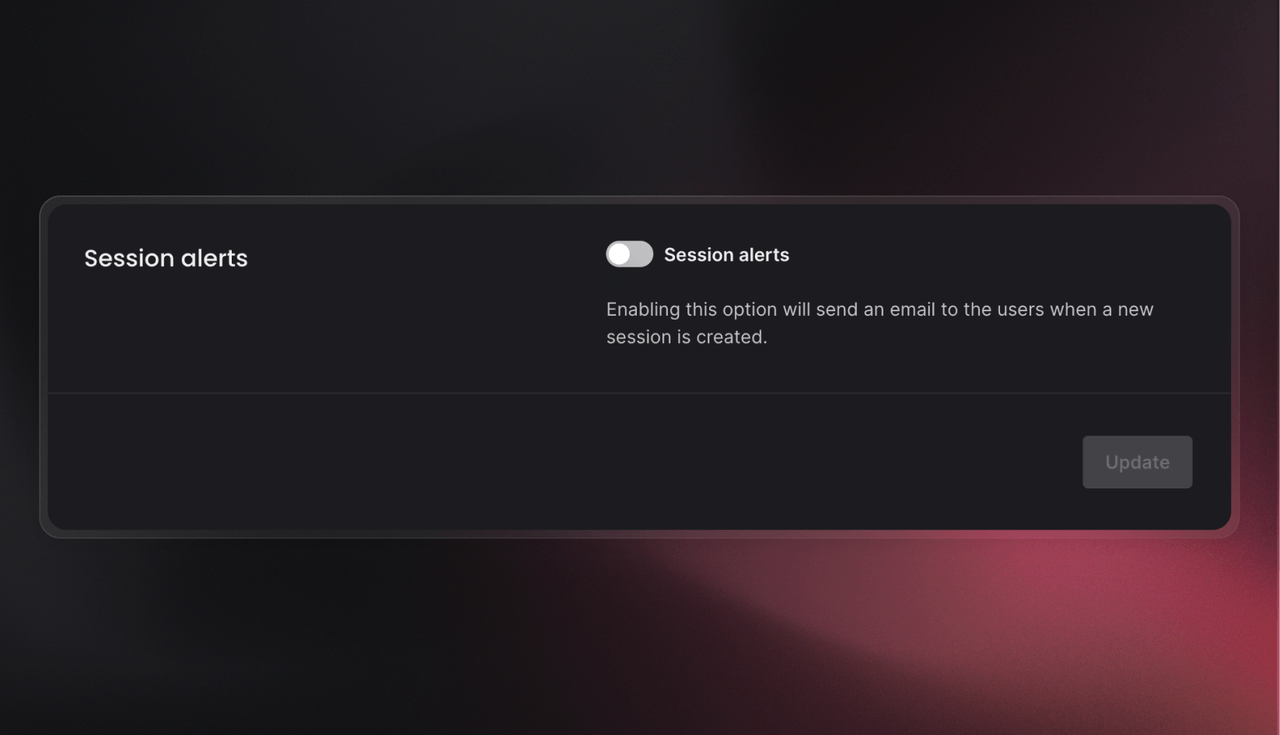 Session alerts
Session alerts
Enabling this option will send an email to the users when a new
session is created.
Update